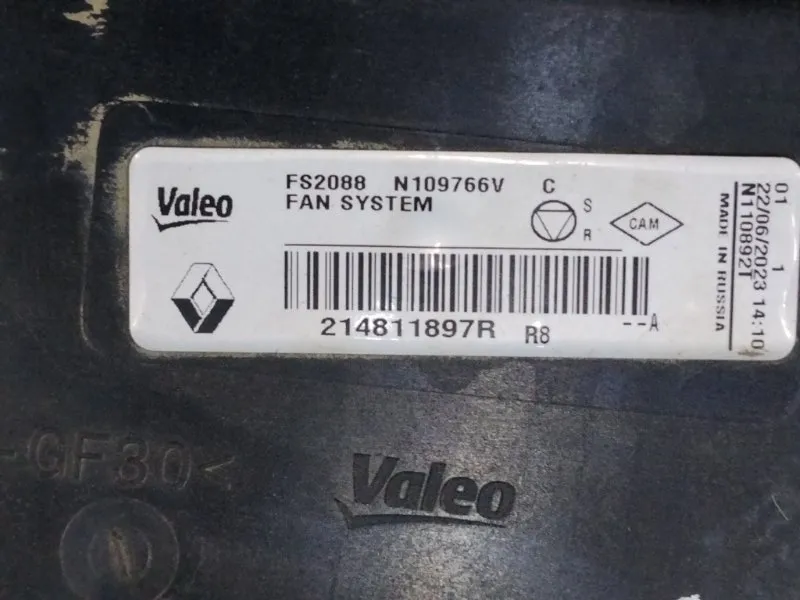 Valeo
FS2088 N109766V C
FAN SYSTEM
S
R
CAM
214811897R R8 --A
01 1
22/06/2023 14:10
N110892T
MADE IN RUSSIA
-GF30<
Valeo